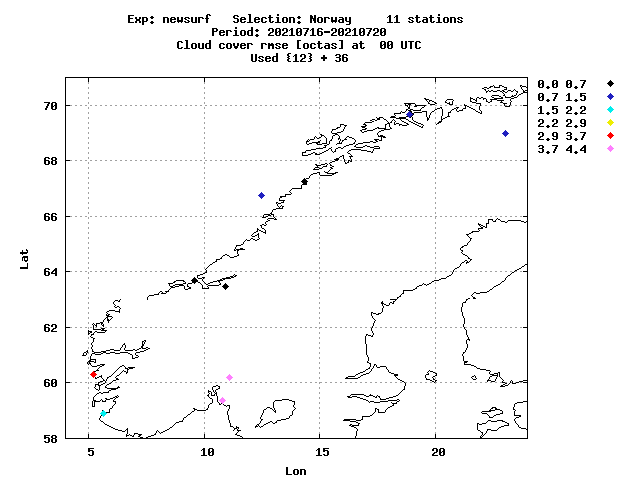 Exp: newsurf   Selection: Norway     11 stations
Period: 20210716-20210720
Cloud cover rmse [octas] at  00 UTC
Used {12} + 36
0.0 0.7
0.7 1.5
1.5 2.2
2.2 2.9
2.9 3.7
3.7 4.4
70
68
66
64
62
60
58
Lat
5 10 15 20
Lon